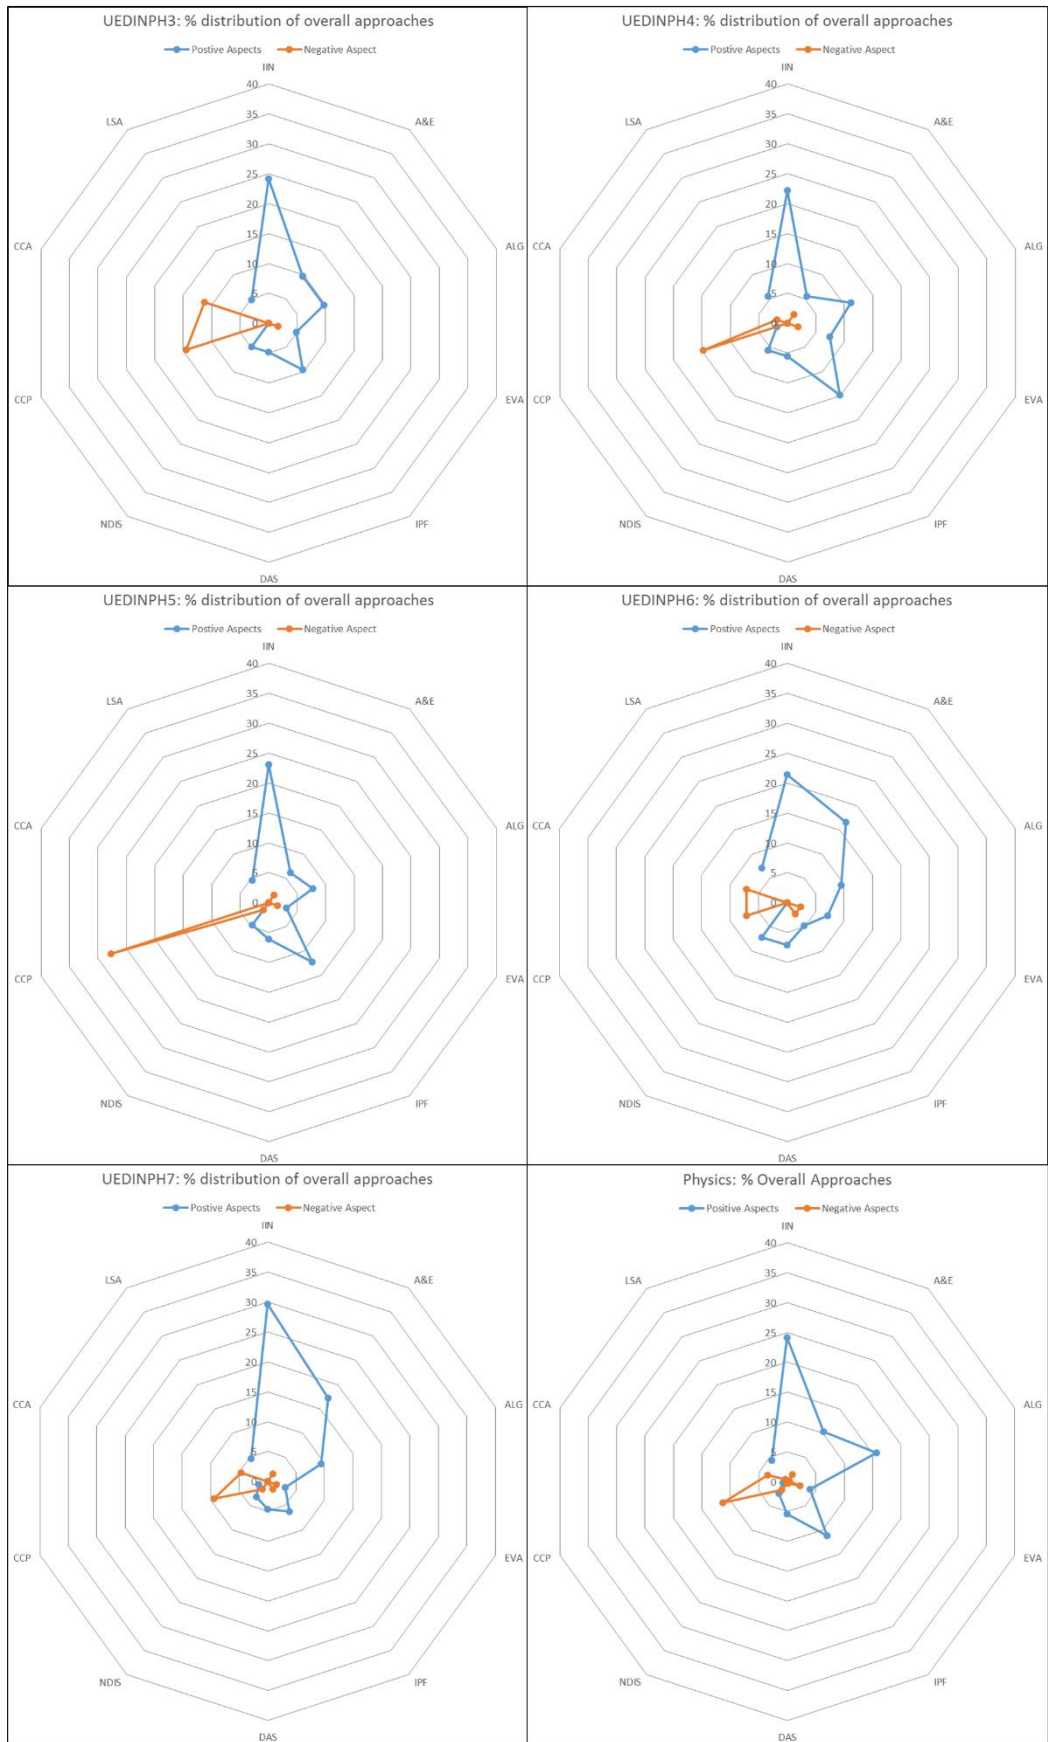 UEDINPH3: % distribution of overall approaches
Postive Aspects Negative Aspect
IIN
40
LSA A&E
35
30
25
20
15
CCA ALG
10
5
0
CCP EVA
NDIS IPF
DAS
UEDINPH4: % distribution of overall approaches
Postive Aspects Negative Aspect
IIN
40
LSA A&E
35
30
25
20
15
CCA ALG
10
5
0
CCP EVA
NDIS IPF
DAS
UEDINPH5: % distribution of overall approaches
Postive Aspects Negative Aspect
IIN
40
LSA A&E
35
30
25
20
15
CCA ALG
10
5
0
CCP EVA
NDIS IPF
DAS
UEDINPH6: % distribution of overall approaches
Postive Aspects Negative Aspect
IIN
40
LSA A&E
35
30
25
20
15
CCA ALG
10
5
0
CCP EVA
NDIS IPF
DAS
UEDINPH7: % distribution of overall approaches
Postive Aspects Negative Aspect
IIN
40
LSA A&E
35
30
25
20
15
CCA ALG
10
5
0
CCP EVA
NDIS IPF
DAS
Physics: % Overall Approaches
Positive Aspects Negative Aspects
IIN
40
LSA A&E
35
30
25
20
15
CCA ALG
10
5
0
CCP EVA
NDIS IPF
DAS